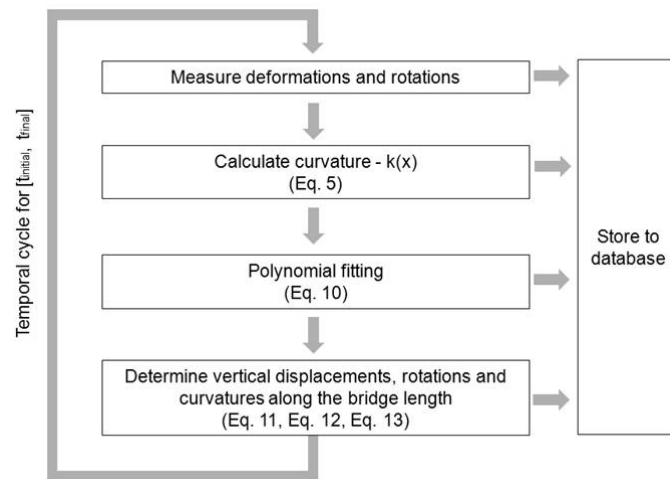 Temporal cycle for [tinitial, tfinal]
Measure deformations and rotations
Calculate curvature - k(x)
(Eq. 5)
Polynomial fitting
(Eq. 10)
Determine vertical displacements, rotations and
curvatures along the bridge length
(Eq. 11, Eq. 12, Eq. 13)
Store to
database